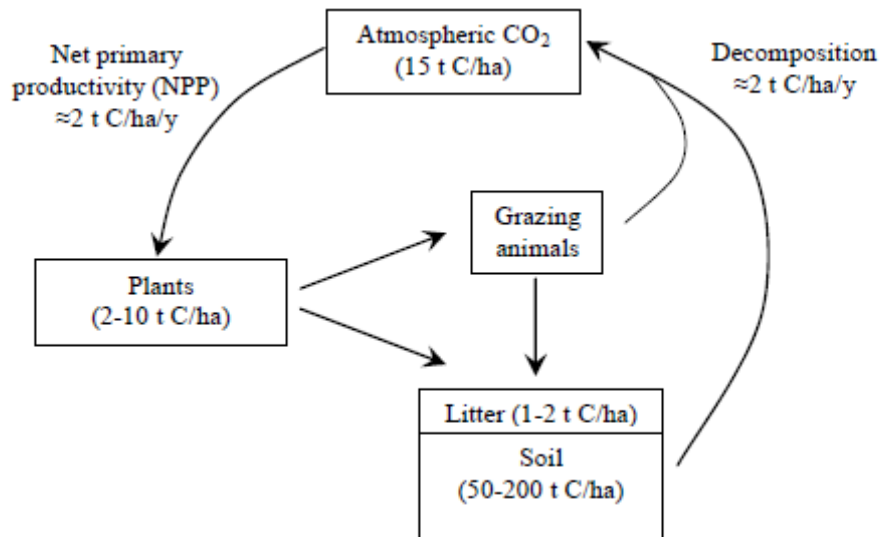 Atmospheric CO₂
(15 t C/ha)
Net primary
productivity (NPP)
≈2 t C/ha/y
Decomposition
≈2 t C/ha/y
Grazing
animals
Plants
(2-10 t C/ha)
Litter (1-2 t C/ha)
Soil
(50-200 t C/ha)